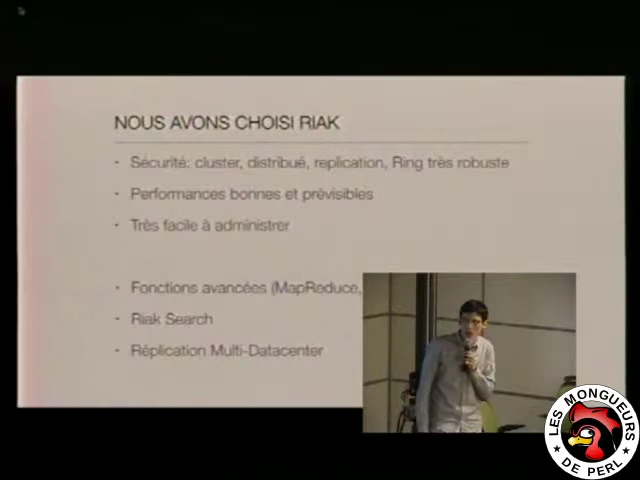 NOUS AVONS CHOISI RIAK
- Sécurité: cluster, distribué, replication, Ring très robuste
- Performances bonnes et prévisibles
- Très facile à administrer
- Fonctions avancées (MapReduce,
- Riak Search
- Réplication Multi-Datacenter
LES MONGUEURS
DE PERL